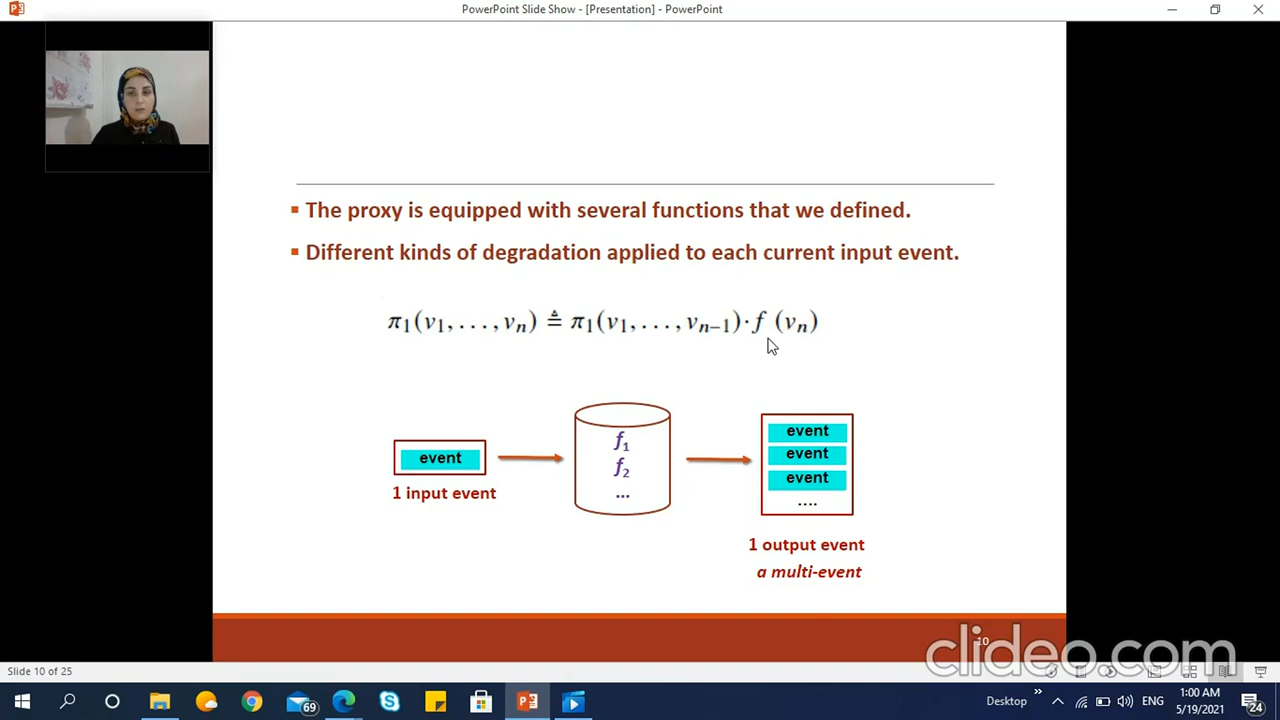 PowerPoint Slide Show - [Presentation] - PowerPoint
▪ The proxy is equipped with several functions that we defined.
▪ Different kinds of degradation applied to each current input event.
π₁(v₁, . . . , vₙ) ≜ π₁(v₁, . . . , vₙ₋₁) · f (vₙ)
event
1 input event
f₁
f₂
...
event
event
event
....
1 output event
a multi-event
10
clideo.com
Slide 10 of 25
69
Desktop
ENG
1:00 AM
5/19/2021
24